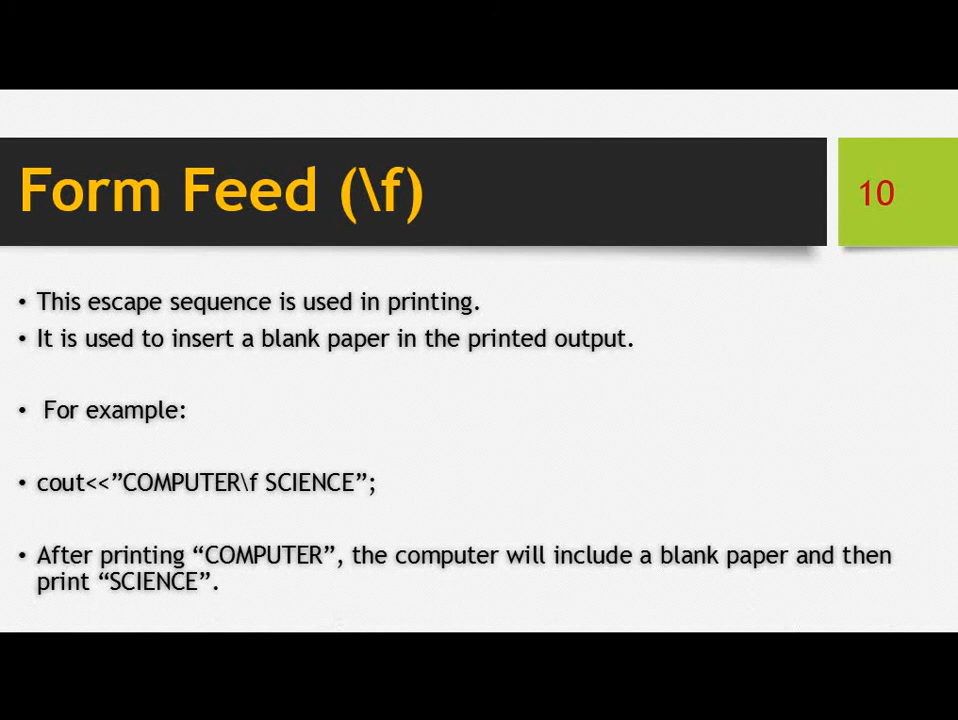 Form Feed (\f)
10
• This escape sequence is used in printing.
• It is used to insert a blank paper in the printed output.
• For example:
• cout<<”COMPUTER\f SCIENCE”;
• After printing “COMPUTER”, the computer will include a blank paper and then
print “SCIENCE”.